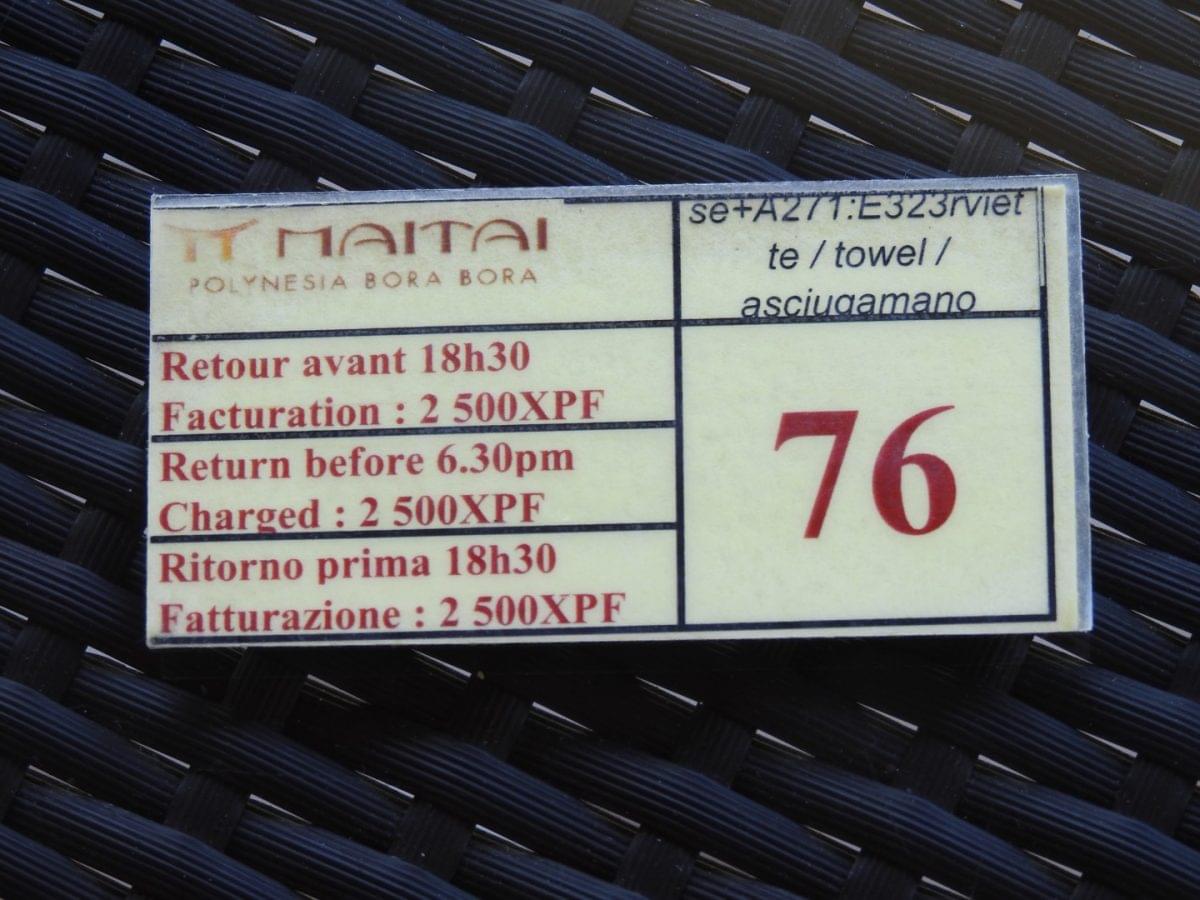 MAITAI
POLYNESIA BORA BORA
se+A271:E323rviet
te / towel /
asciugamano
Retour avant 18h30
Facturation : 2 500XPF
Return before 6.30pm
Charged : 2 500XPF
Ritorno prima 18h30
Fatturazione : 2 500XPF
76